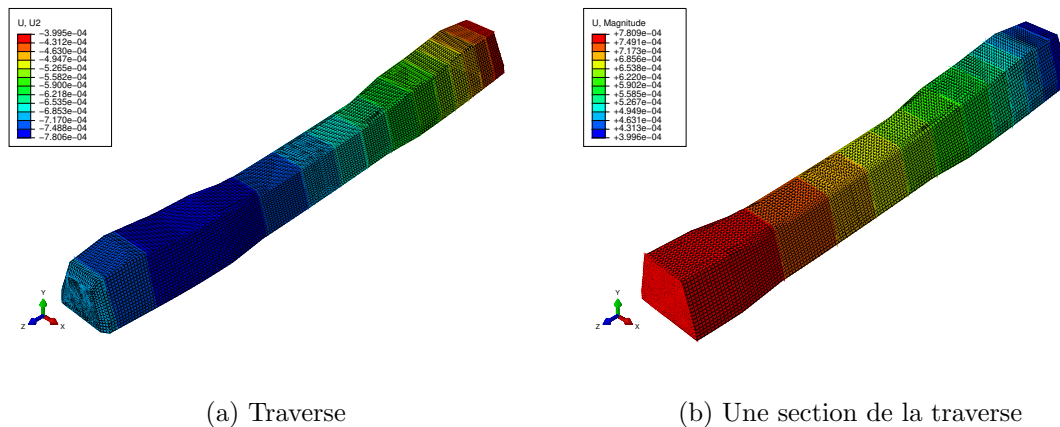 U, U2
−3.995e−04
−4.312e−04
−4.630e−04
−4.947e−04
−5.265e−04
−5.582e−04
−5.900e−04
−6.218e−04
−6.535e−04
−6.853e−04
−7.170e−04
−7.488e−04
−7.806e−04
Y
Z
X
(a) Traverse
U, Magnitude
+7.809e−04
+7.491e−04
+7.173e−04
+6.856e−04
+6.538e−04
+6.220e−04
+5.902e−04
+5.585e−04
+5.267e−04
+4.949e−04
+4.631e−04
+4.313e−04
+3.996e−04
Y
Z
X
(b) Une section de la traverse